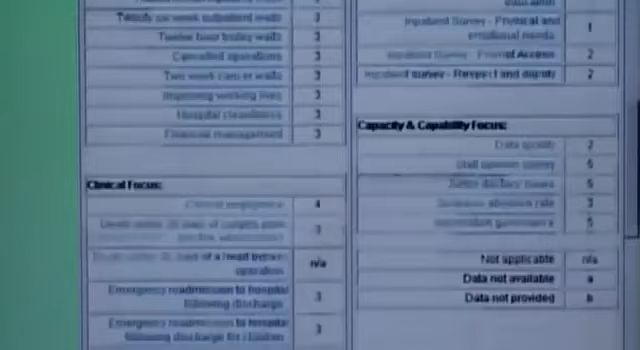 Twenty six week outpatient waits 3
Twelve hour trolley waits 3
Cancelled operations 3
Two week cancer waits 3
Improving working lives 3
Hospital cleanliness 3
Financial management 3
Clinical Focus:
Clinical negligence 4
3
of a heart bypass
operation n/a
Emergency readmission to hospital
following discharge 3
Emergency readmission to hospital
following discharge for children 3
Inpatient Survey - Physical and
emotional needs 1
Inpatient Survey - Access 2
Inpatient survey - Respect and dignity 2
Capacity & Capability Focus:
Data quality 2
Staff opinion survey 5
Junior doctors' hours 5
Sickness absence rate 3
Information governance 5
Not applicable n/a
Data not available a
Data not provided b